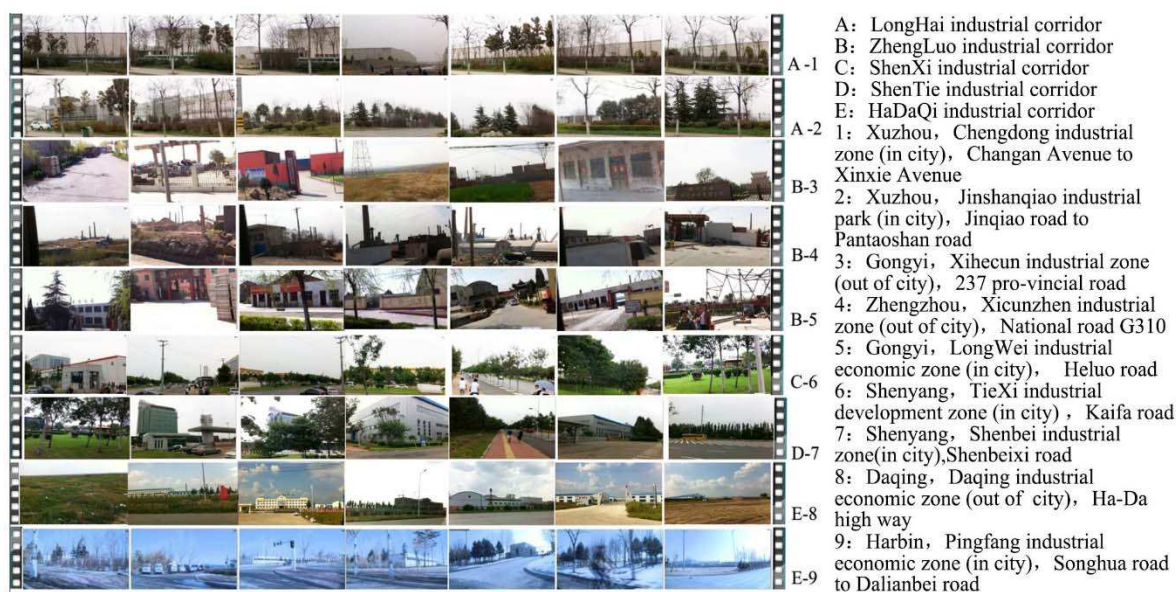 A -1
A -2
B-3
B-4
B-5
C-6
D-7
E-8
E-9
A: LongHai industrial corridor
B: ZhengLuo industrial corridor
C: ShenXi industrial corridor
D: ShenTie industrial corridor
E: HaDaQi industrial corridor
1: Xuzhou, Chengdong industrial
zone (in city), Changan Avenue to
Xinxie Avenue
2: Xuzhou, Jinshanqiao industrial
park (in city), Jinqiao road to
Pantaoshan road
3: Gongyi, Xihecun industrial zone
(out of city), 237 pro-vincial road
4: Zhengzhou, Xicunzhen industrial
zone (out of city), National road G310
5: Gongyi, LongWei industrial
economic zone (in city), Heluo road
6: Shenyang, TieXi industrial
development zone (in city) , Kaifa road
7: Shenyang, Shenbei industrial
zone(in city),Shenbeixi road
8: Daqing, Daqing industrial
economic zone (out of city), Ha-Da
high way
9: Harbin, Pingfang industrial
economic zone (in city), Songhua road
to Dalianbei road